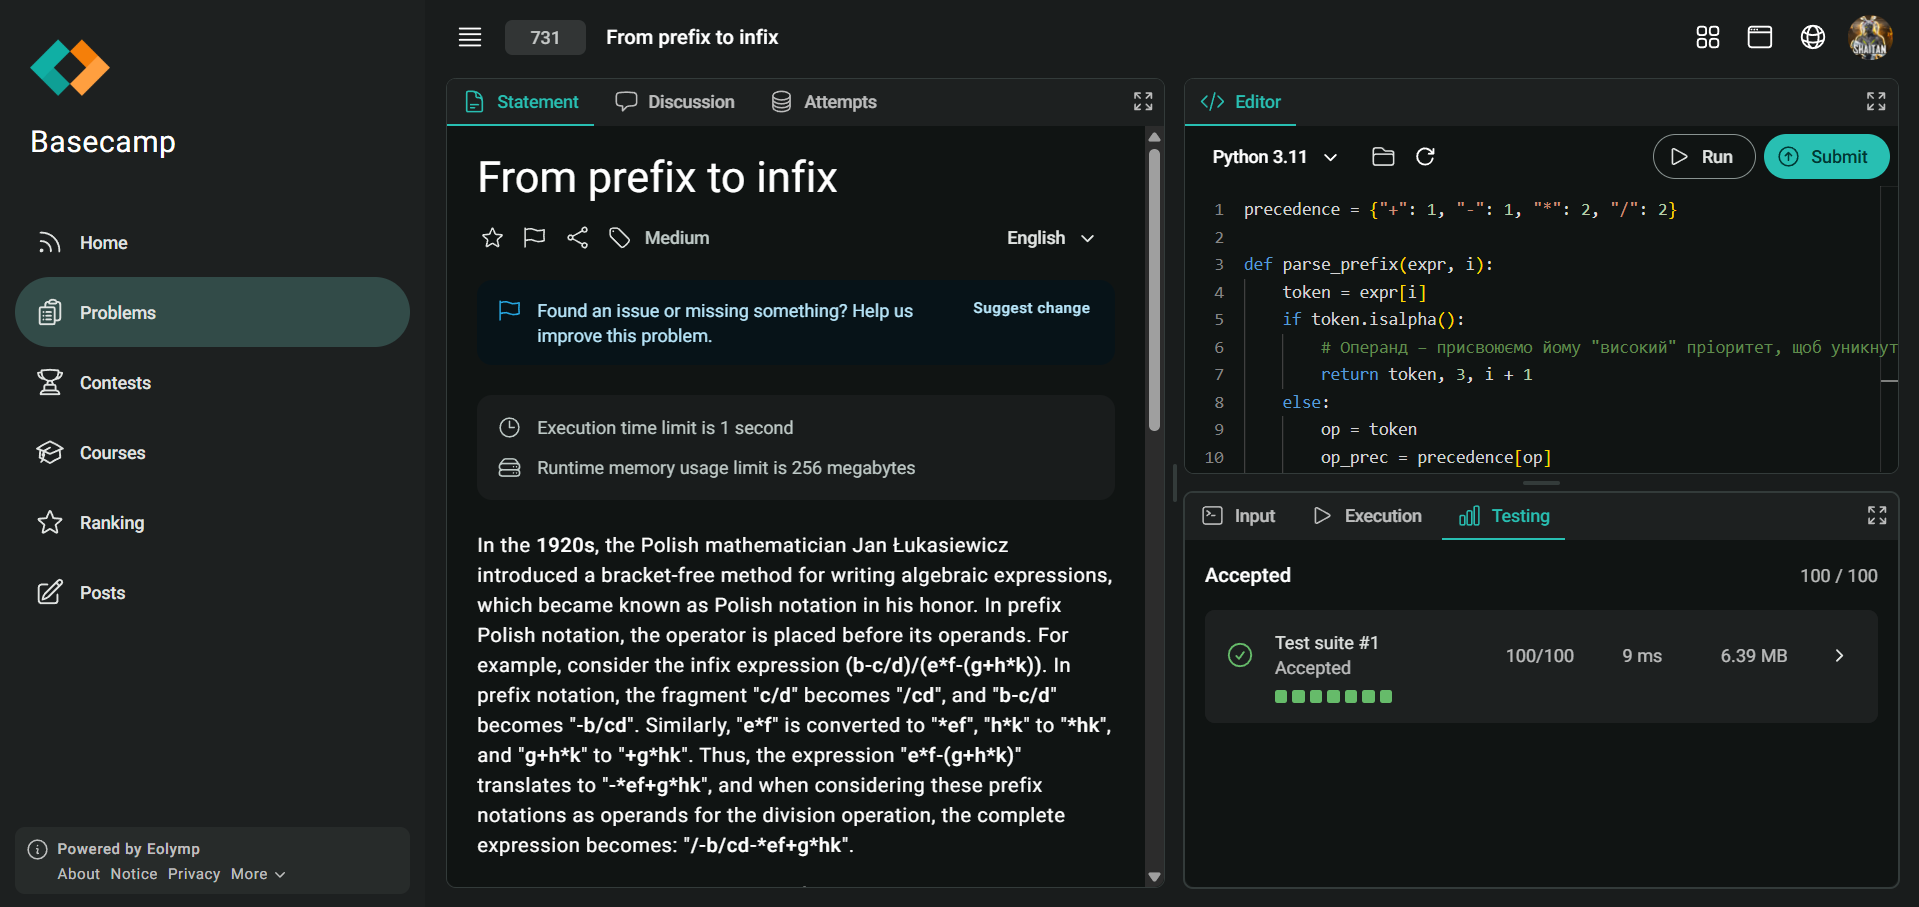 Basecamp
Home
Problems
Contests
Courses
Ranking
Posts
Powered by Eolymp
About Notice Privacy More
731 From prefix to infix
SHAITAN
Statement Discussion Attempts
From prefix to infix
Medium English
Found an issue or missing something? Help us
improve this problem.
Suggest change
Execution time limit is 1 second
Runtime memory usage limit is 256 megabytes
In the 1920s, the Polish mathematician Jan Łukasiewicz
introduced a bracket-free method for writing algebraic expressions,
which became known as Polish notation in his honor. In prefix
Polish notation, the operator is placed before its operands. For
example, consider the infix expression (b-c/d)/(e*f-(g+h*k)). In
prefix notation, the fragment "c/d" becomes "/cd", and "b-c/d"
becomes "-b/cd". Similarly, "e*f" is converted to "*ef", "h*k" to "*hk",
and "g+h*k" to "+g*hk". Thus, the expression "e*f-(g+h*k)"
translates to "-*ef+g*hk", and when considering these prefix
notations as operands for the division operation, the complete
expression becomes: "/-b/cd-*ef+g*hk".
Editor
Python 3.11 Run Submit
1 precedence = {"+": 1, "-": 1, "*": 2, "/": 2}
2
3 def parse_prefix(expr, i):
4 token = expr[i]
5 if token.isalpha():
6 # Операнд – присвоюємо йому "високий" пріоритет, щоб уникнут
7 return token, 3, i + 1
8 else:
9 op = token
10 op_prec = precedence[op]
Input Execution Testing
Accepted 100 / 100
Test suite #1
Accepted
100/100 9 ms 6.39 MB